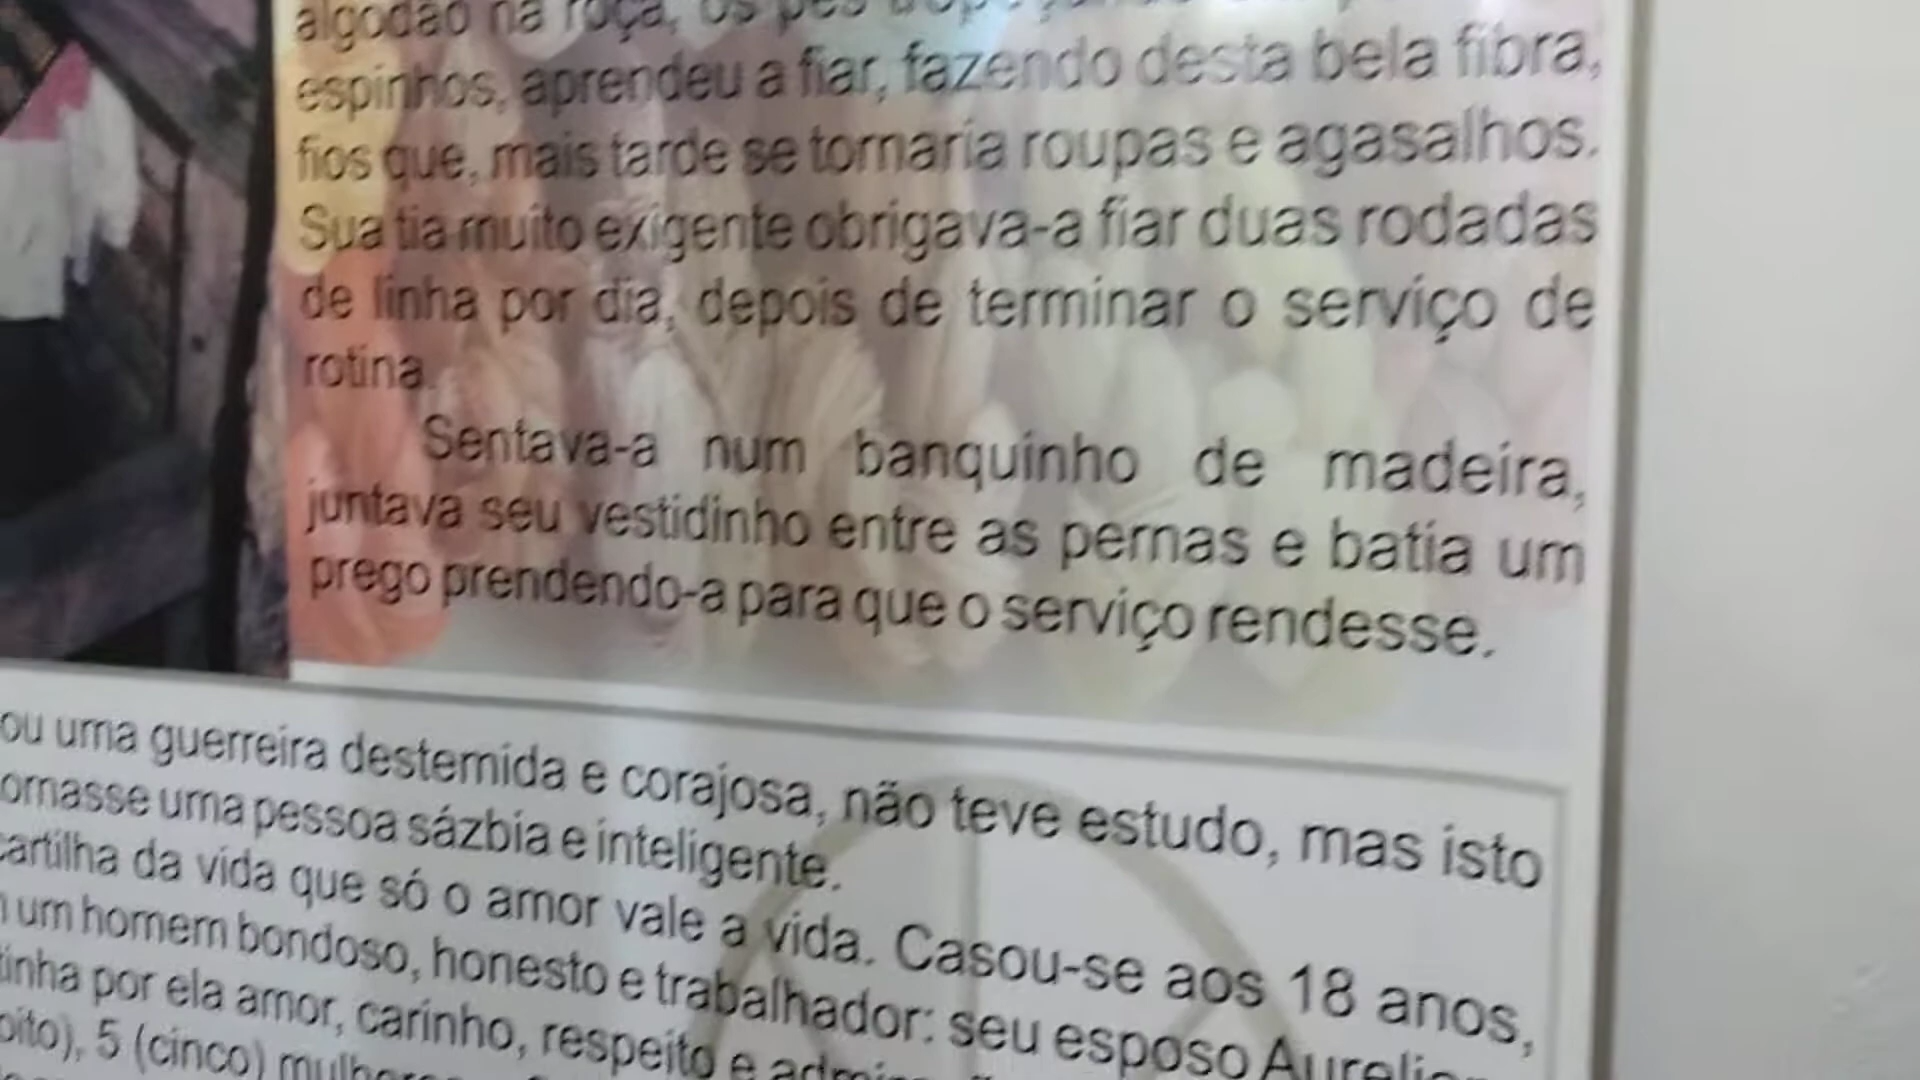 algodão na roça, os pés
espinhos, aprendeu a fiar, fazendo desta bela fibra,
fios que, mais tarde se tornaria roupas e agasalhos.
Sua tia muito exigente obrigava-a fiar duas rodadas
de linha por dia, depois de terminar o serviço de
rotina.
Sentava-a num banquinho de madeira,
juntava seu vestidinho entre as pernas e batia um
prego prendendo-a para que o serviço rendesse.
ou uma guerreira destemida e corajosa, não teve estudo, mas isto
ornasse uma pessoa sázbia e inteligente.
cartilha da vida que só o amor vale a vida. Casou-se aos 18 anos,
um homem bondoso, honesto e trabalhador: seu esposo
tinha por ela amor, carinho, respeito e
oito), 5 (cinco)